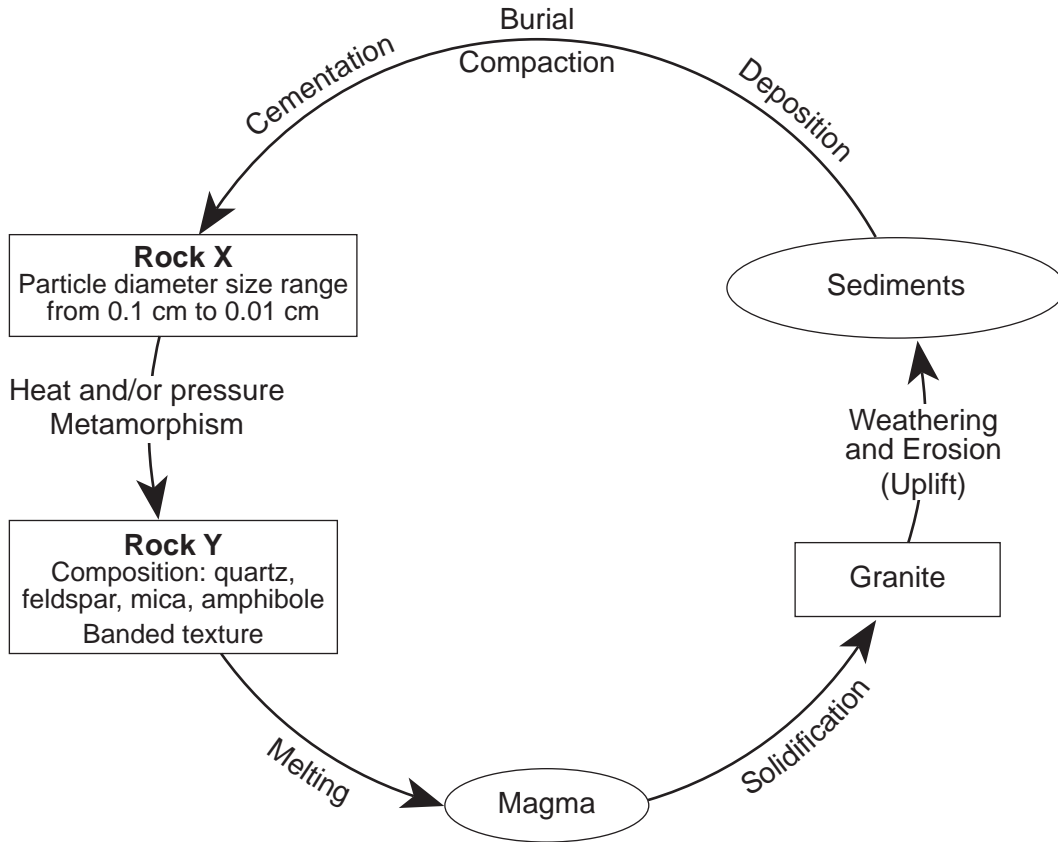 Burial
Compaction
Cementation
Deposition
Rock X
Particle diameter size range
from 0.1 cm to 0.01 cm
Sediments
Heat and/or pressure
Metamorphism
Weathering
and Erosion
(Uplift)
Rock Y
Composition: quartz,
feldspar, mica, amphibole
Banded texture
Granite
Melting
Solidification
Magma